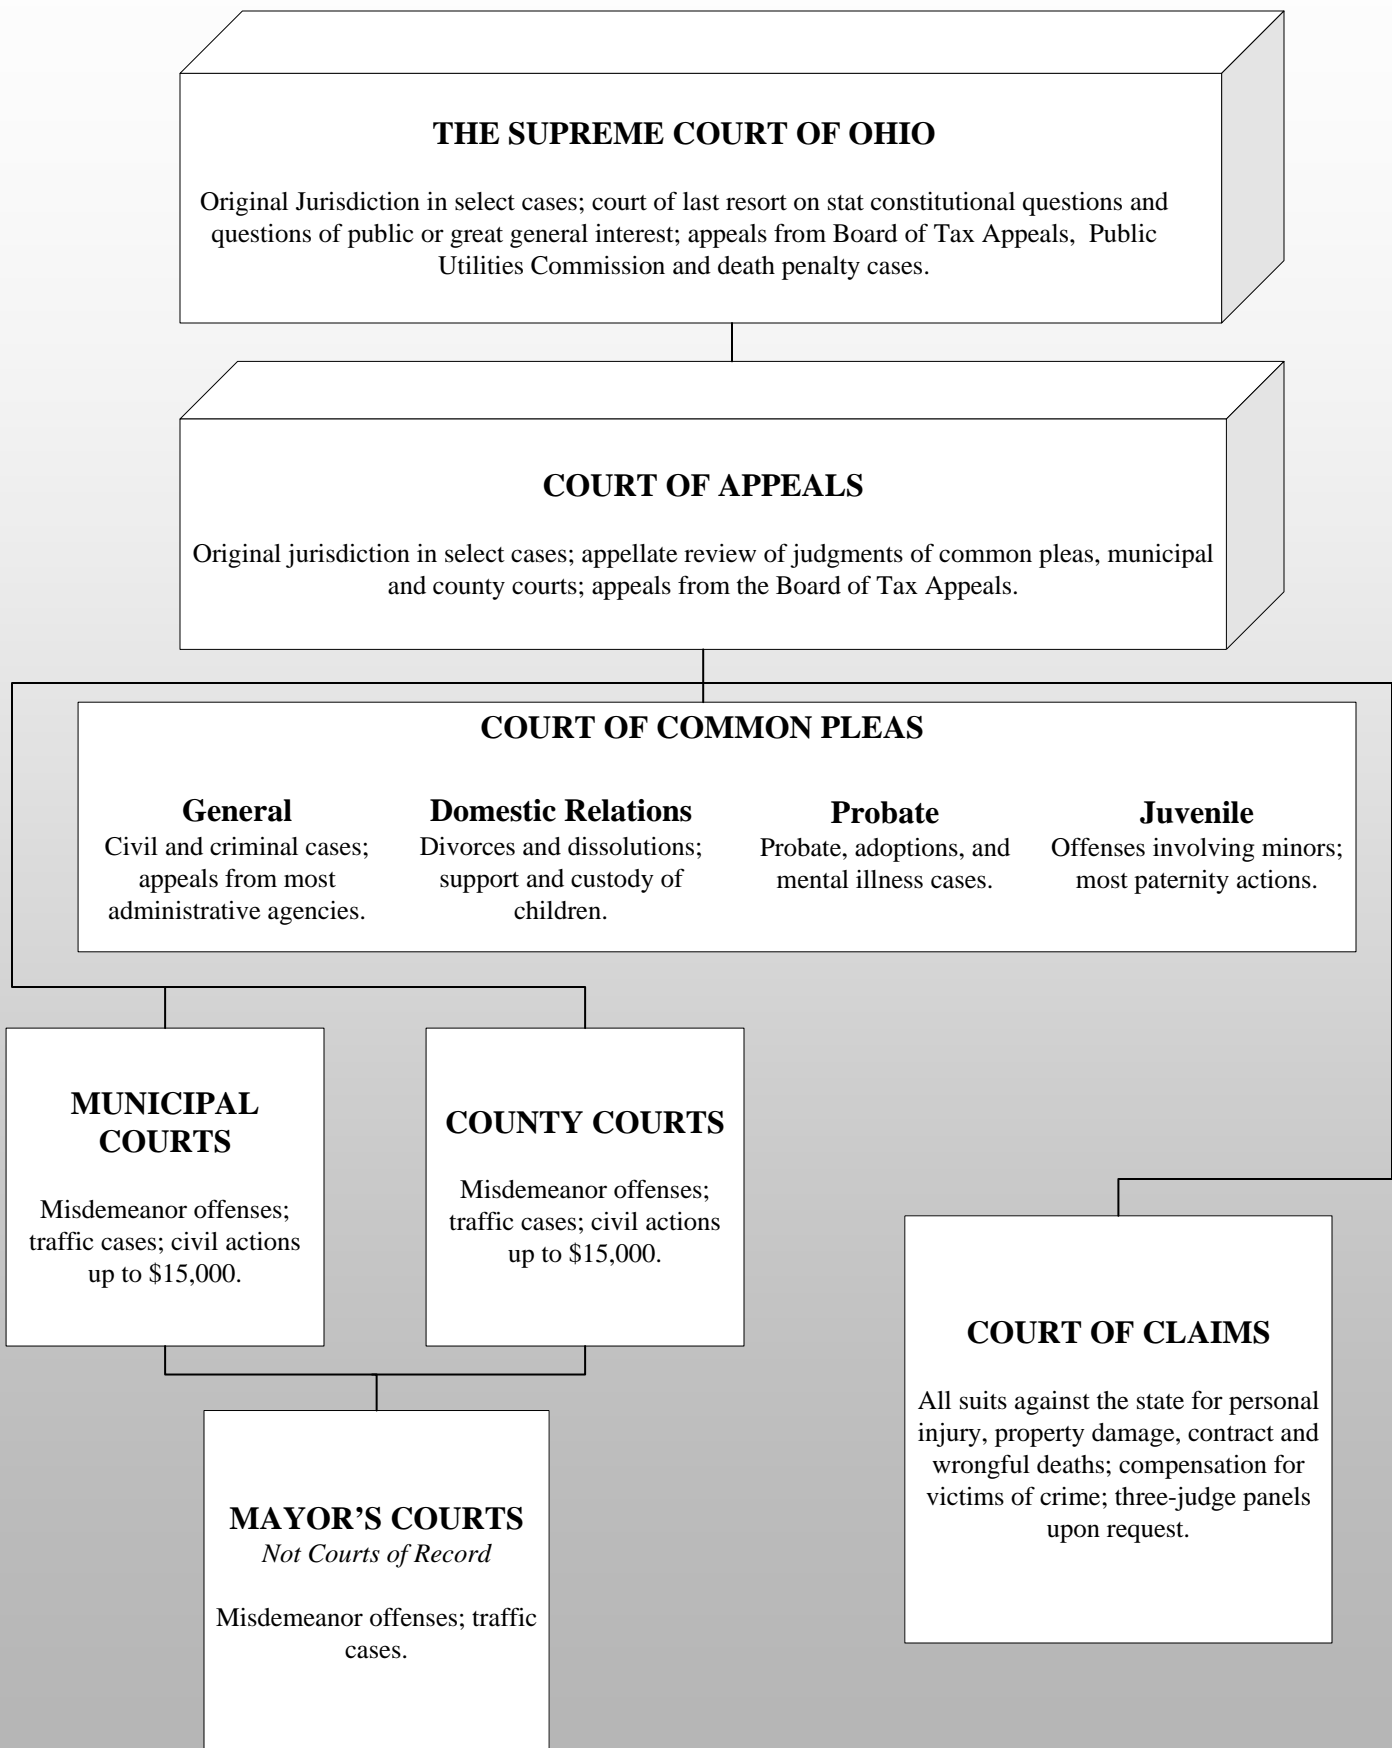 THE SUPREME COURT OF OHIO
Original Jurisdiction in select cases; court of last resort on stat constitutional questions and
questions of public or great general interest; appeals from Board of Tax Appeals, Public
Utilities Commission and death penalty cases.
COURT OF APPEALS
Original jurisdiction in select cases; appellate review of judgments of common pleas, municipal
and county courts; appeals from the Board of Tax Appeals.
COURT OF COMMON PLEAS
General
Civil and criminal cases;
appeals from most
administrative agencies.
Domestic Relations
Divorces and dissolutions;
support and custody of
children.
Probate
Probate, adoptions, and
mental illness cases.
Juvenile
Offenses involving minors;
most paternity actions.
MUNICIPAL
COURTS
Misdemeanor offenses;
traffic cases; civil actions
up to $15,000.
COUNTY COURTS
Misdemeanor offenses;
traffic cases; civil actions
up to $15,000.
COURT OF CLAIMS
All suits against the state for personal
injury, property damage, contract and
wrongful deaths; compensation for
victims of crime; three-judge panels
upon request.
MAYOR'S COURTS
Not Courts of Record
Misdemeanor offenses; traffic
cases.